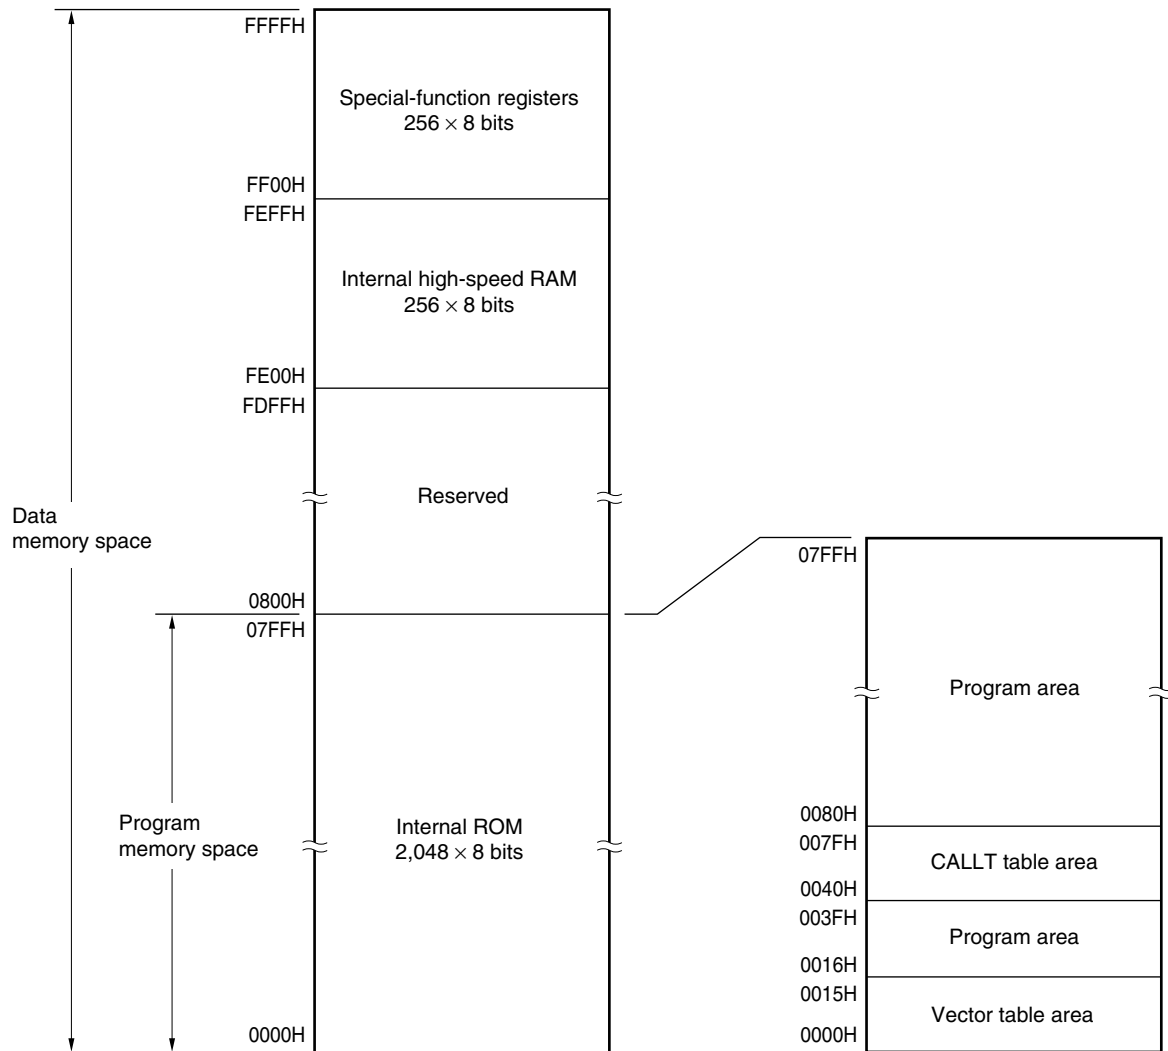 FFFFH
Special-function registers
256 × 8 bits
FF00H
FEFFH
Internal high-speed RAM
256 × 8 bits
FE00H
FDFFH
Reserved
Data
memory space
0800H
07FFH
Program
memory space
Internal ROM
2,048 × 8 bits
0000H
07FFH
Program area
0080H
007FH
CALLT table area
0040H
003FH
Program area
0016H
0015H
Vector table area
0000H